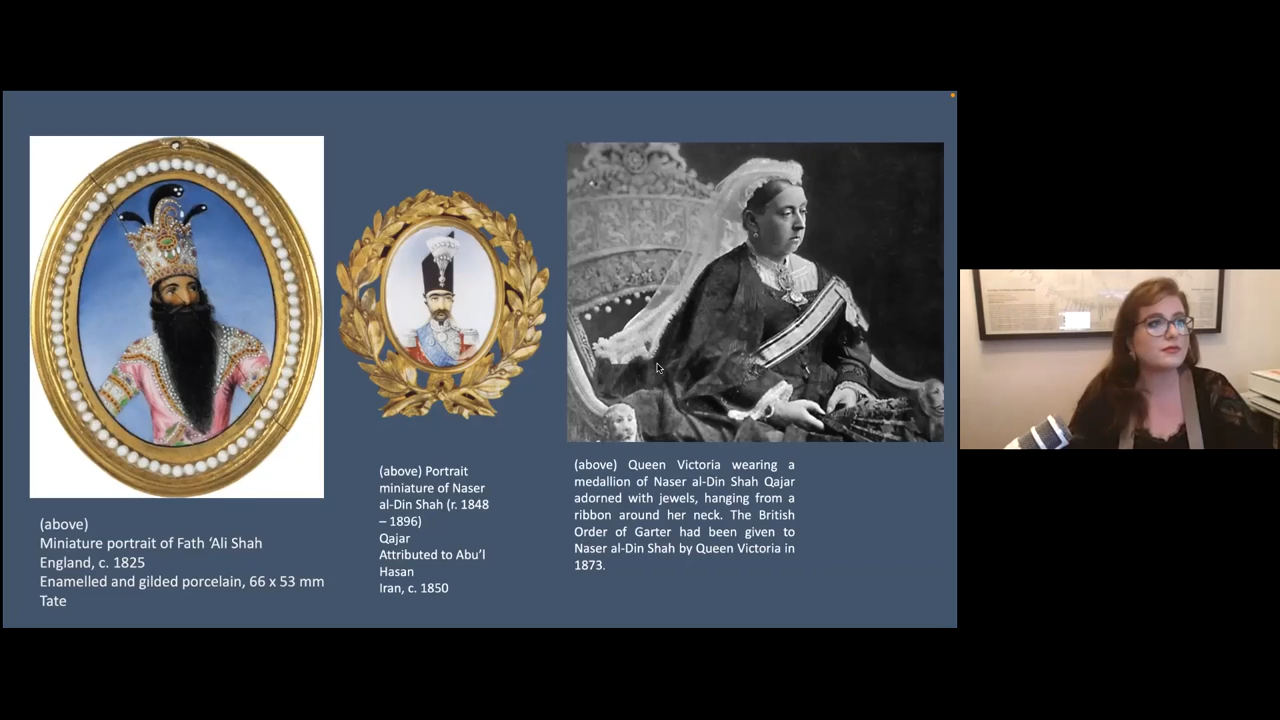 (above)
Miniature portrait of Fath ‘Ali Shah
England, c. 1825
Enamelled and gilded porcelain, 66 x 53 mm
Tate
(above) Portrait
miniature of Naser
al-Din Shah (r. 1848
– 1896)
Qajar
Attributed to Abu’l
Hasan
Iran, c. 1850
(above) Queen Victoria wearing a
medallion of Naser al-Din Shah Qajar
adorned with jewels, hanging from a
ribbon around her neck. The British
Order of Garter had been given to
Naser al-Din Shah by Queen Victoria in
1873.